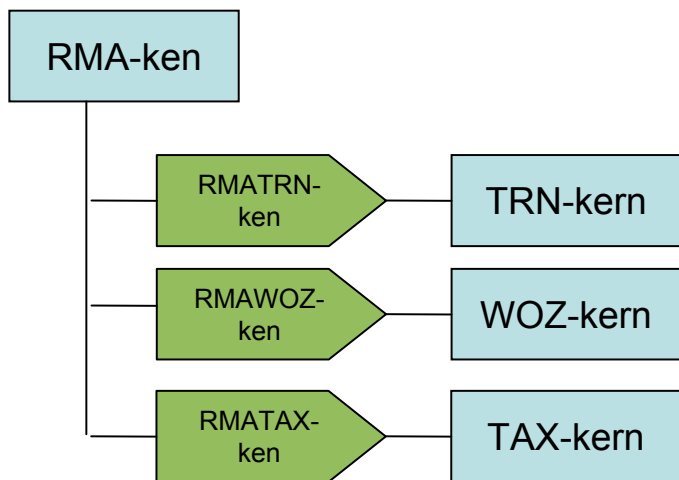 RMA-ken
RMATRN-
ken
TRN-kern
RMAWOZ-
ken
WOZ-kern
RMATAX-
ken
TAX-kern